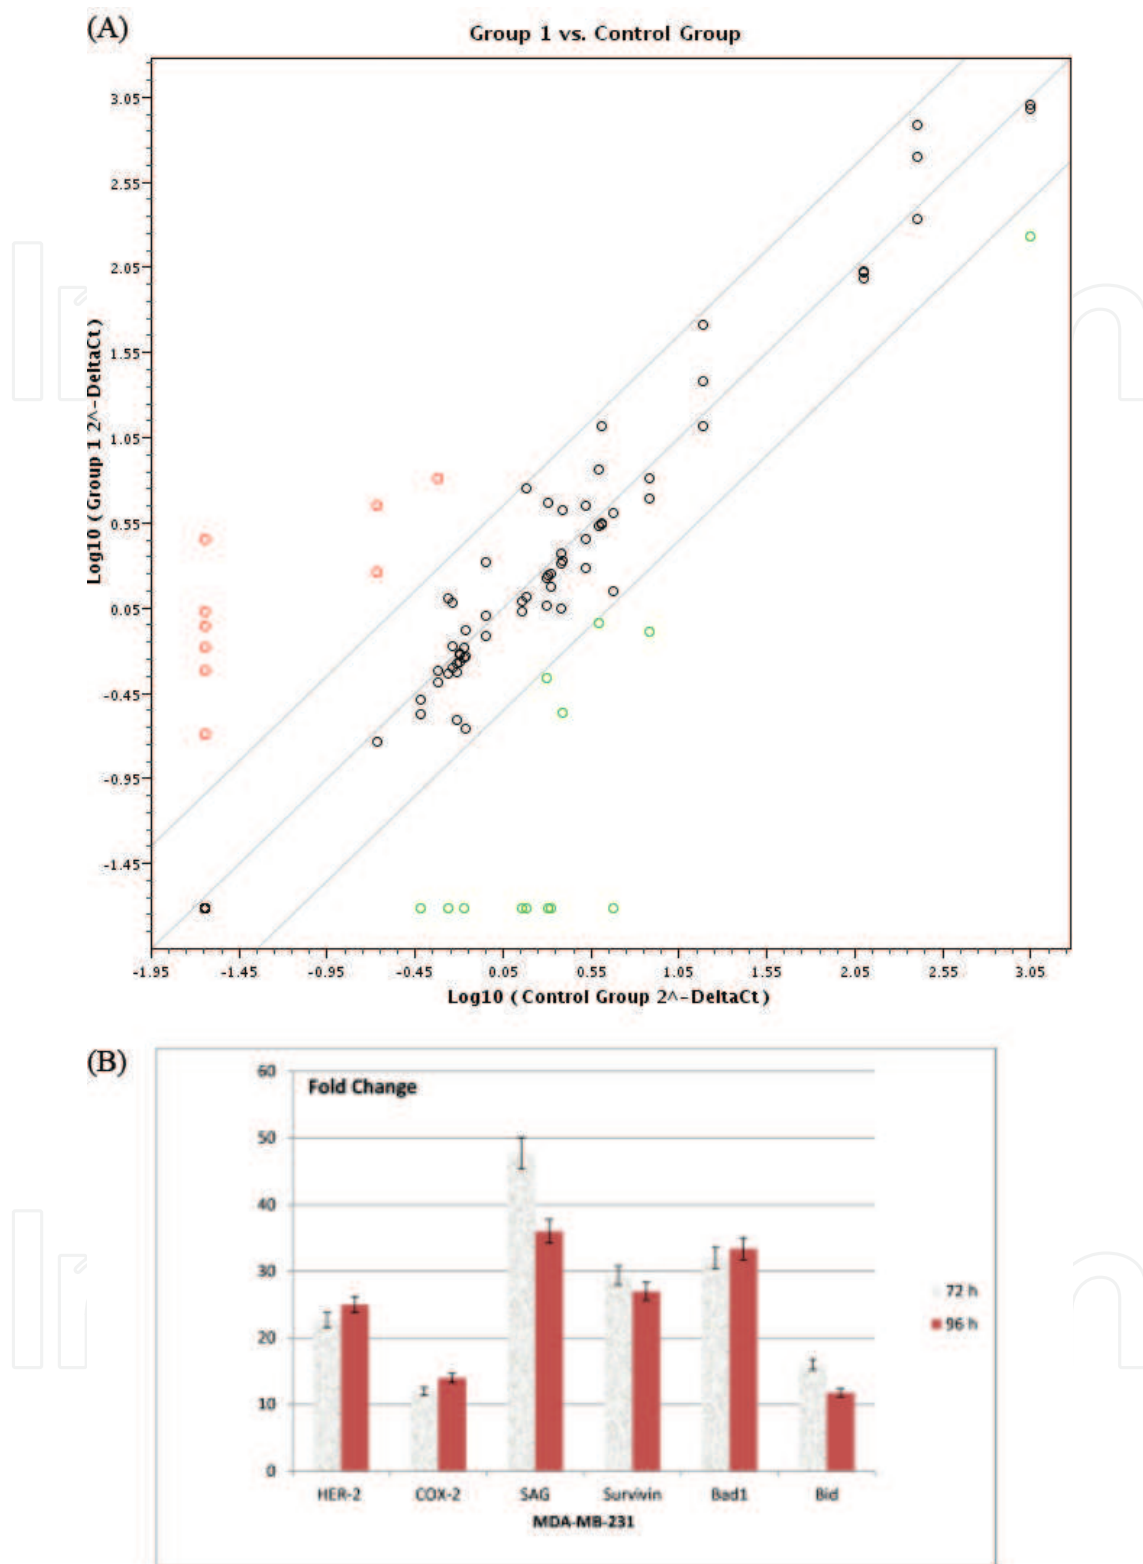 (A)
Group 1 vs. Control Group
Log10 (Group 1 2^-DeltaCt)
3.05
2.55
2.05
1.55
1.05
0.55
0.05
-0.45
-0.95
-1.45
-1.95 -1.45 -0.95 -0.45 0.05 0.55 1.05 1.55 2.05 2.55 3.05
Log10 (Control Group 2^-DeltaCt)
(B)
Fold Change
60
50
40
30
20
10
0
72 h
96 h
HER-2 COX-2 SAG Survivin Bad1 Bid
MDA-MB-231